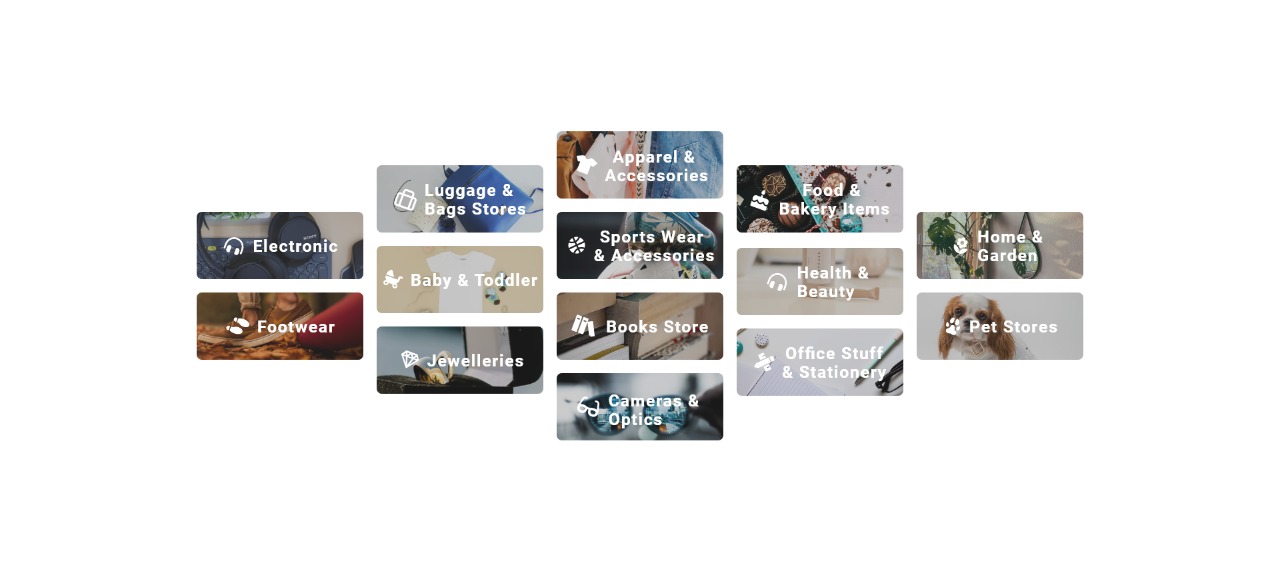 Electronic
Footwear
Luggage &
Bags Stores
Baby & Toddler
Jewelleries
Apparel &
Accessories
Sports Wear
& Accessories
Books Store
Cameras &
Optics
Food &
Bakery Items
Health &
Beauty
Office Stuff
& Stationery
Home &
Garden
Pet Stores